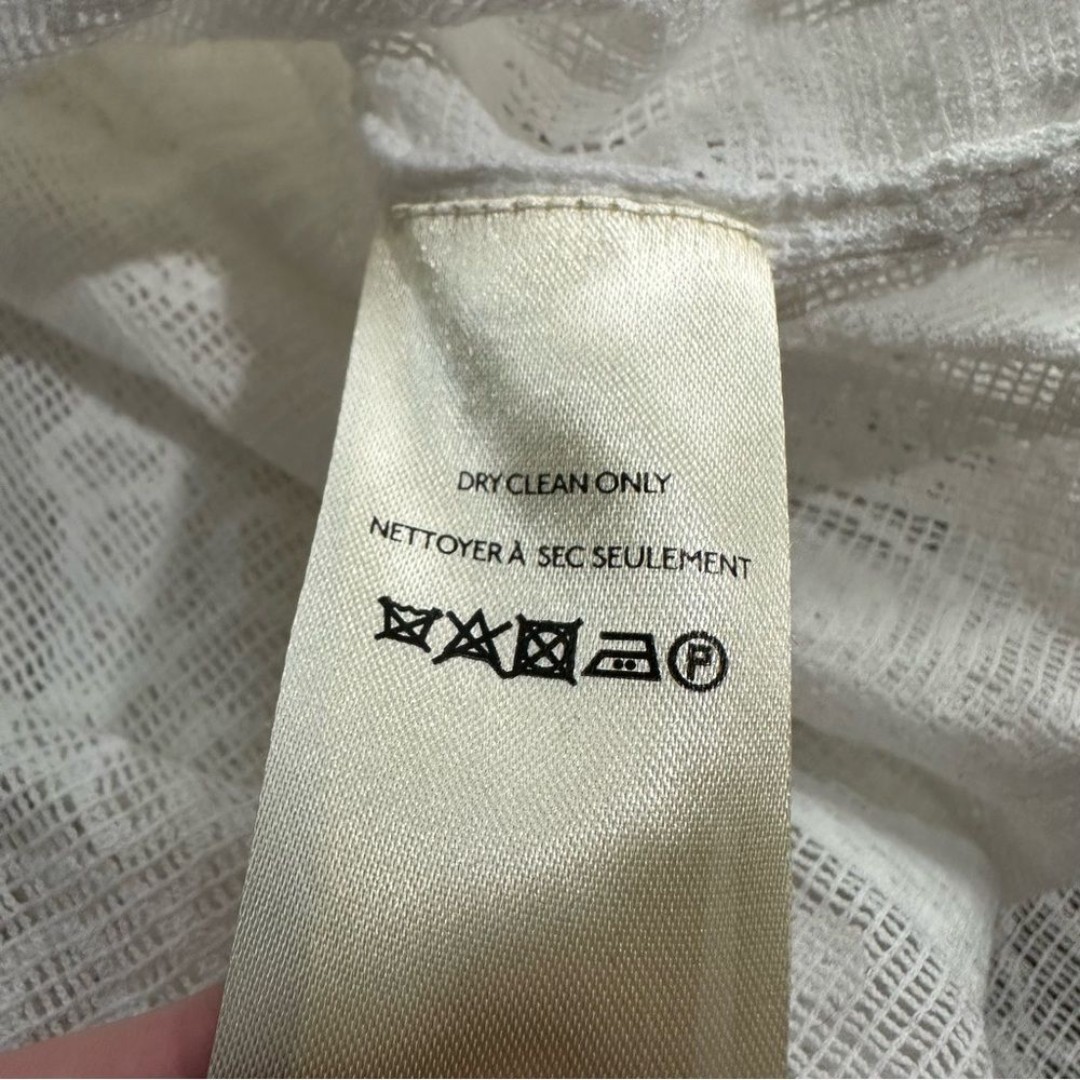 DRY CLEAN ONLY
NETTOYER À SEC SEULEMENT
P